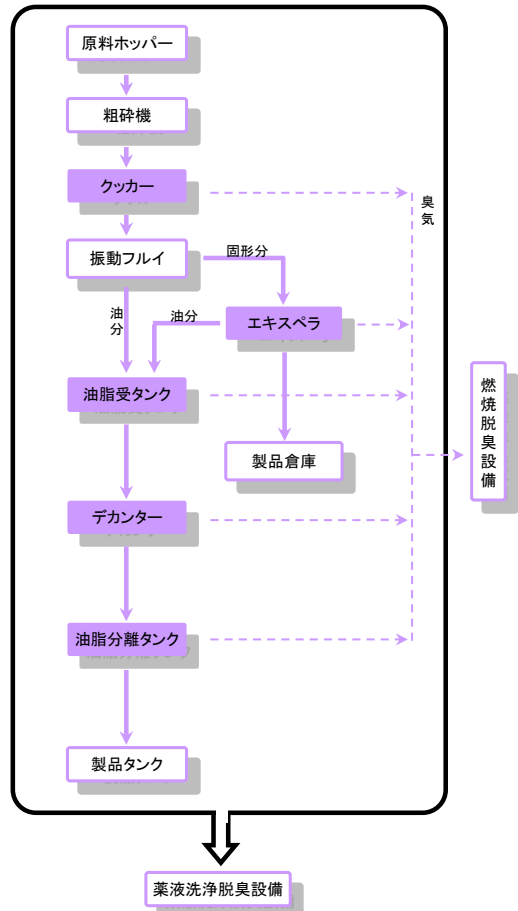 原料ホッパー
粗砕機
クッカー
臭気
振動フルイ
固形分
油分
油分
エキスペラ
油脂受タンク
燃焼脱臭設備
製品倉庫
デカンター
油脂分離タンク
製品タンク
薬液洗浄脱臭設備